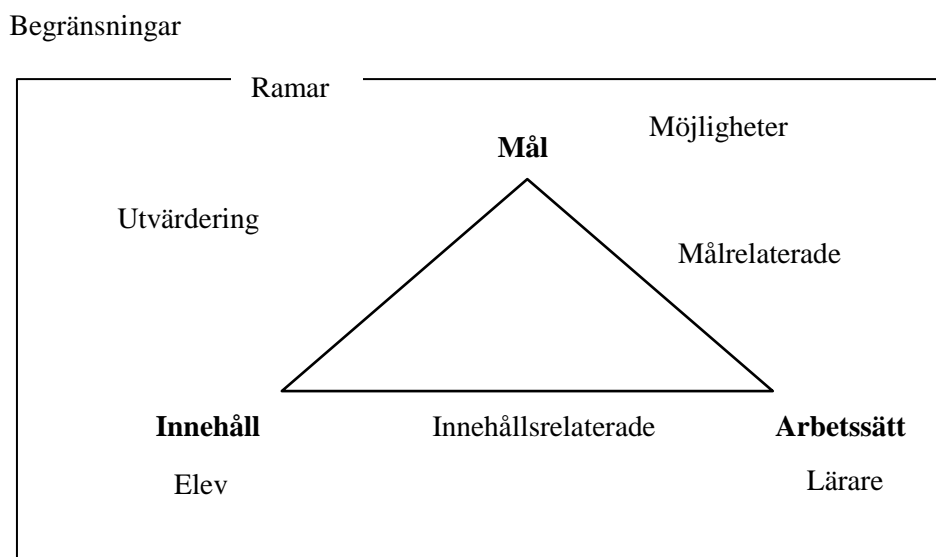 Begränsningar
Ramar
Möjligheter
Mål
Utvärdering
Målrelaterade
Innehåll
Innehållsrelaterade
Arbetssätt
Elev
Lärare